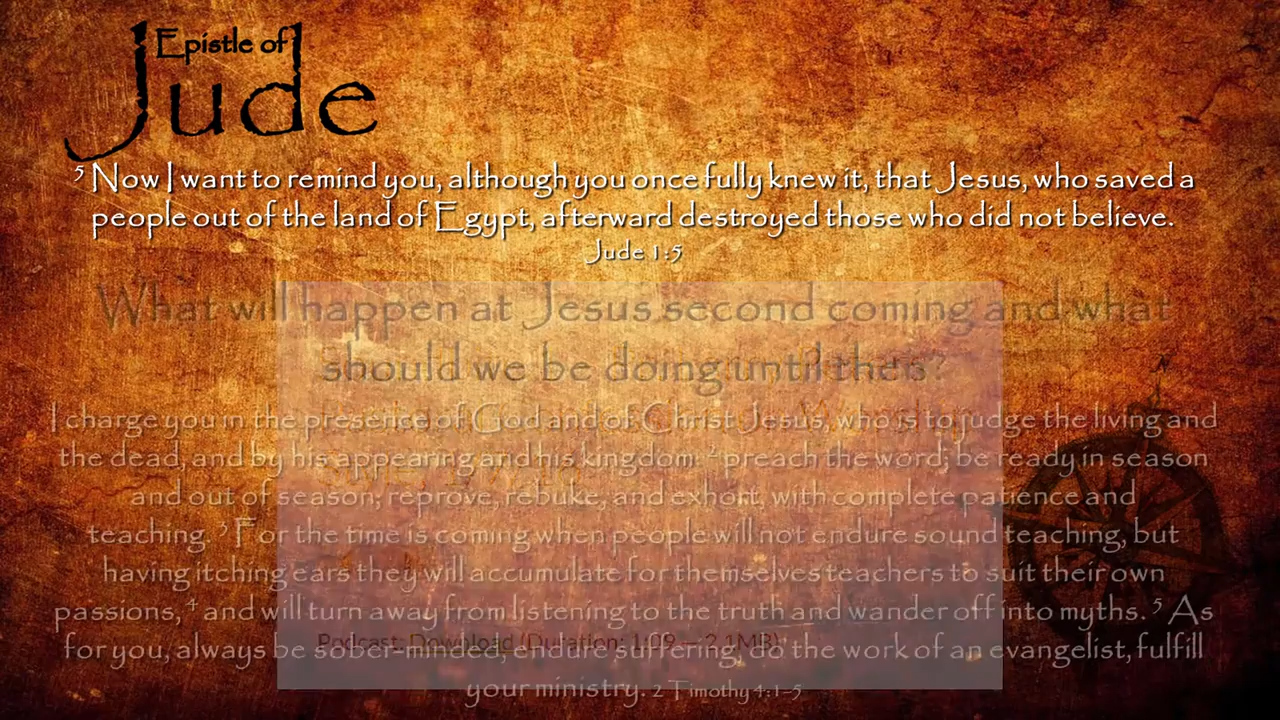 Epistle of
Jude
5 Now I want to remind you, although you once fully knew it, that Jesus, who saved a
people out of the land of Egypt, afterward destroyed those who did not believe.
Jude 1:5
What will happen at Jesus second coming and what
should we be doing until then?
I charge you in the presence of God and of Christ Jesus, who is to judge the living and
the dead, and by his appearing and his kingdom: 2 preach the word; be ready in season
and out of season; reprove, rebuke, and exhort, with complete patience and
teaching. 3 For the time is coming when people will not endure sound teaching, but
having itching ears they will accumulate for themselves teachers to suit their own
passions, 4 and will turn away from listening to the truth and wander off into myths. 5 As
Podcast: Download (Duration: 1:09 — 2.1MB)
for you, always be sober-minded, endure suffering, do the work of an evangelist, fulfill
your ministry. 2 Timothy 4:1-5